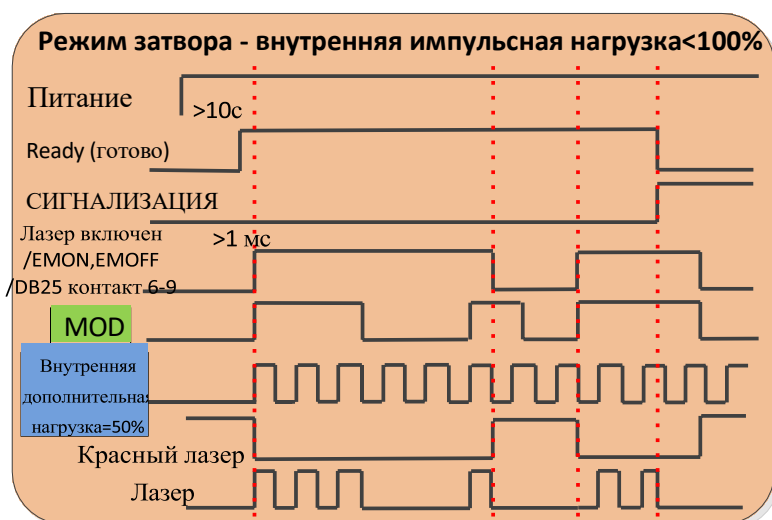 Режим затвора - внутренняя импульсная нагрузка<100%
Питание
>10с
Ready (готово)
СИГНАЛИЗАЦИЯ
Лазер включен
>1 мс
/EMON,EMOFF
/DB25 контакт 6-9
MOD
Внутренняя
дополнительная
нагрузка=50%
Красный лазер
Лазер